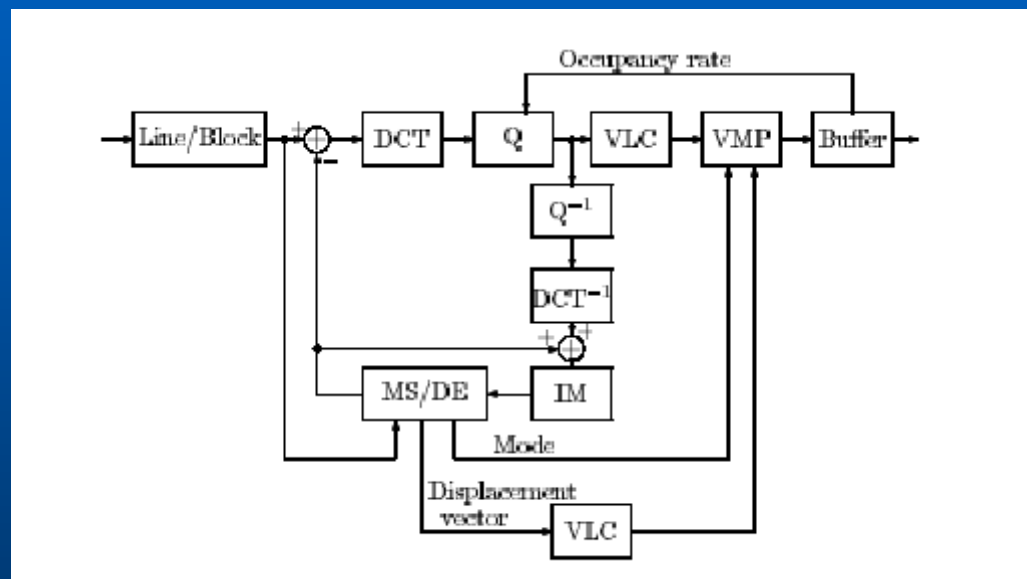 Occupancy rate
+
Line/Block
DCT
Q
VLC
VMP
Buffer
−
Q⁻¹
DCT⁻¹
+
+
MS/DE
IM
Mode
Displacement
vector
VLC